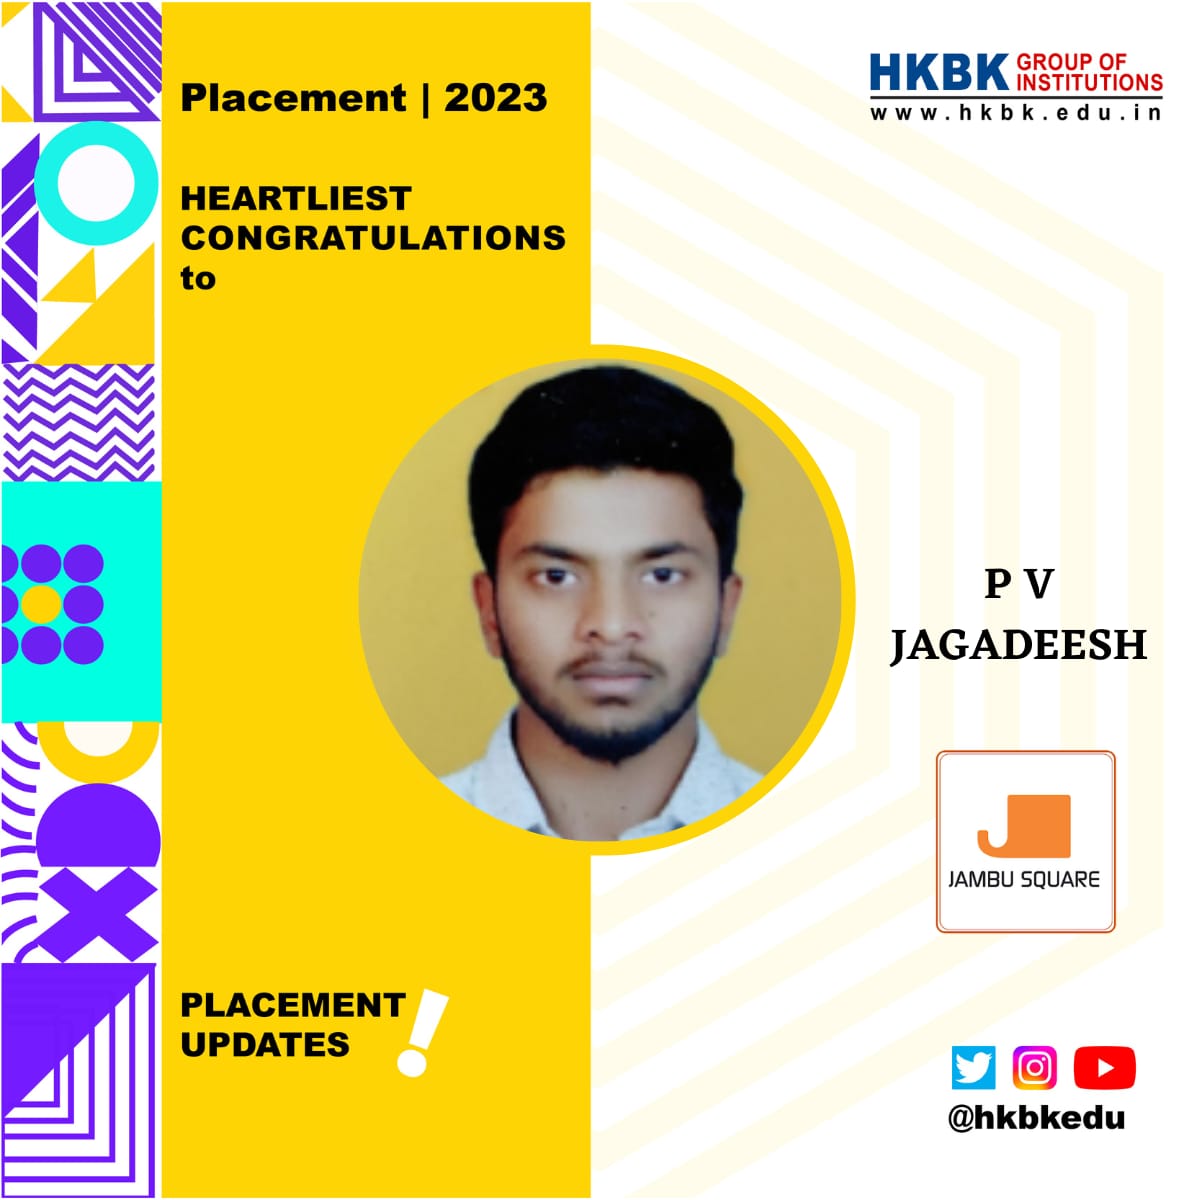 Placement | 2023
HKBK GROUP OF
INSTITUTIONS
www.hkbk.edu.in
HEARTLIEST
CONGRATULATIONS
to
P V
JAGADEESH
JAMBU SQUARE
PLACEMENT
UPDATES !
@hkbkedu